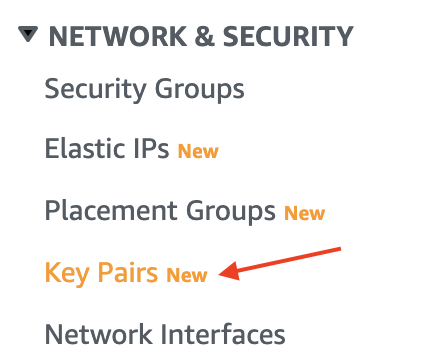 NETWORK & SECURITY
Security Groups
Elastic IPs New
Placement Groups New
Key Pairs New
Network Interfaces